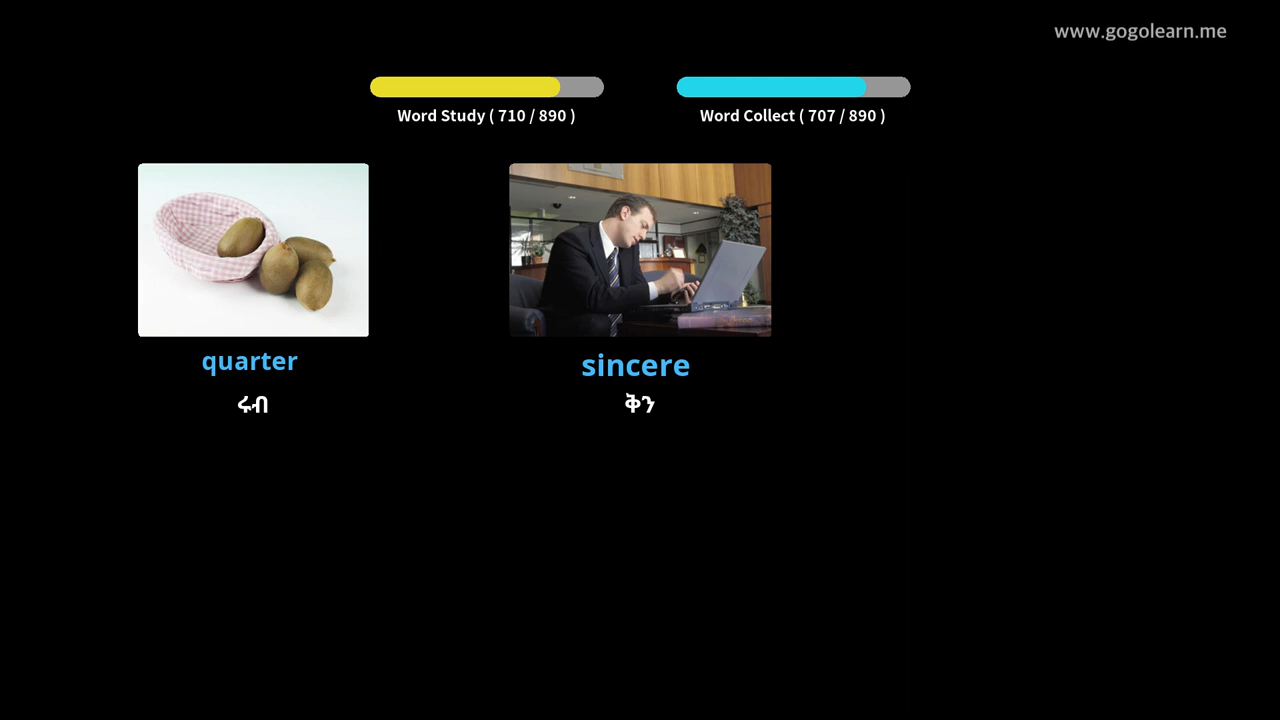 www.gogolearn.me
Word Study ( 710 / 890 )
Word Collect ( 707 / 890 )
quarter
ሩብ
sincere
ቅን